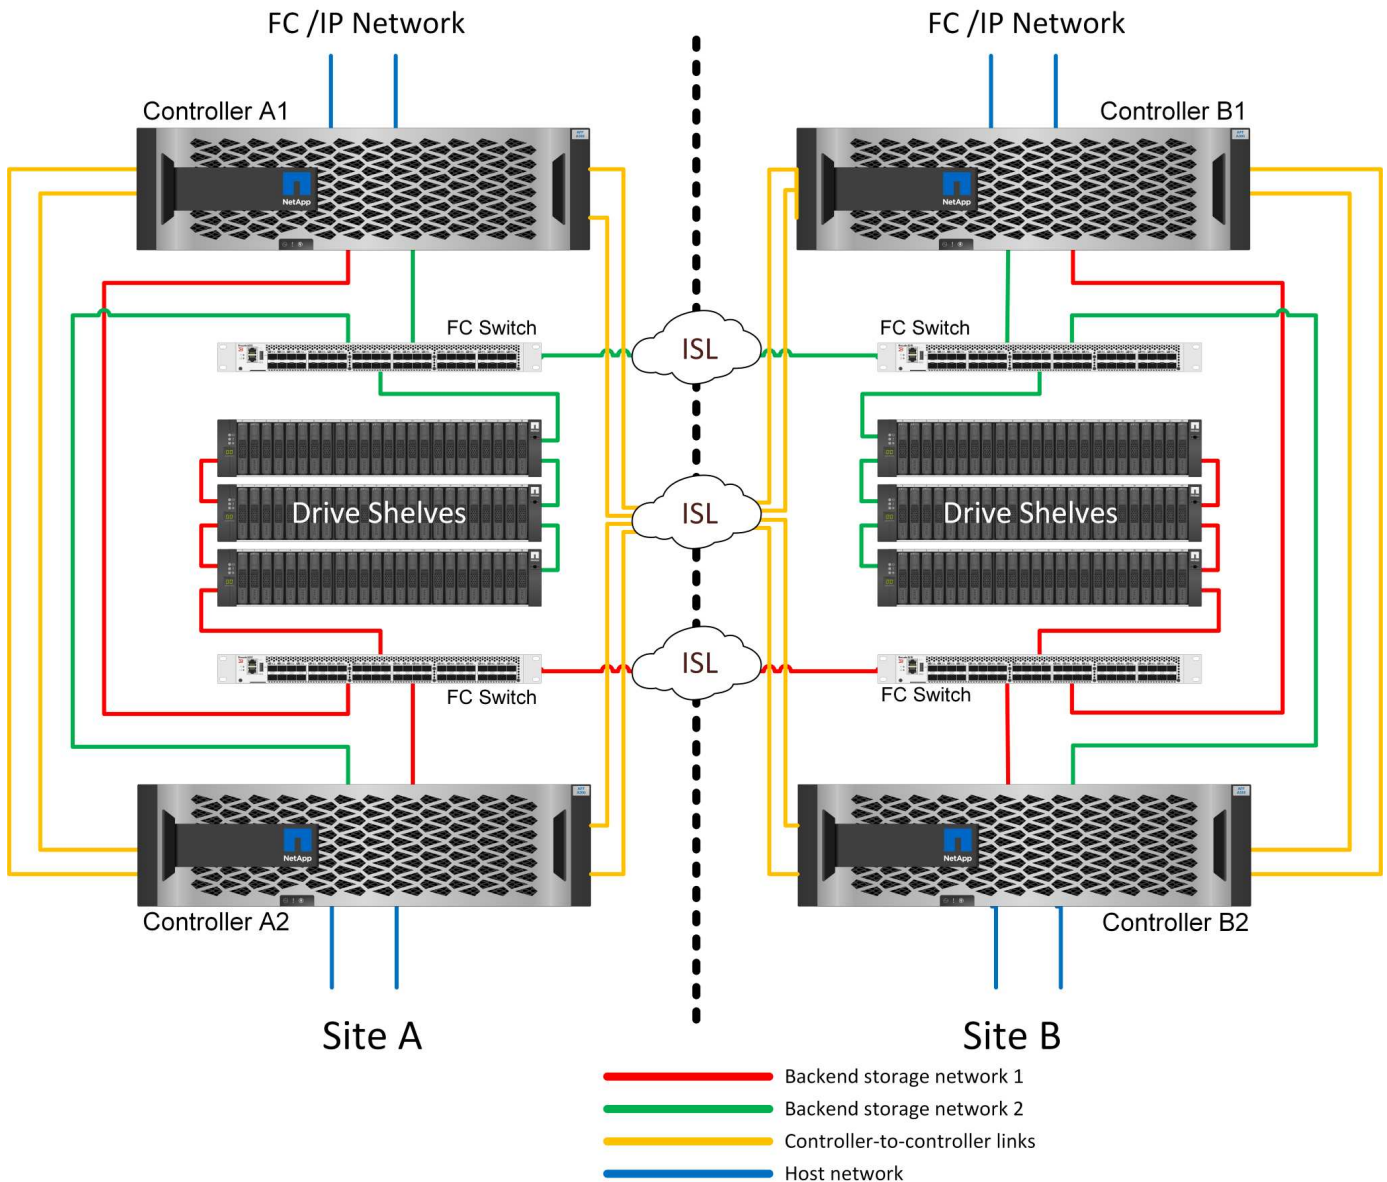 FC /IP Network
FC /IP Network
Controller A1
Controller B1
NetApp
NetApp
FC Switch
ISL
FC Switch
Drive Shelves
ISL
Drive Shelves
FC Switch
ISL
FC Switch
NetApp
NetApp
Controller A2
Controller B2
Site A
Site B
Backend storage network 1
Backend storage network 2
Controller-to-controller links
Host network